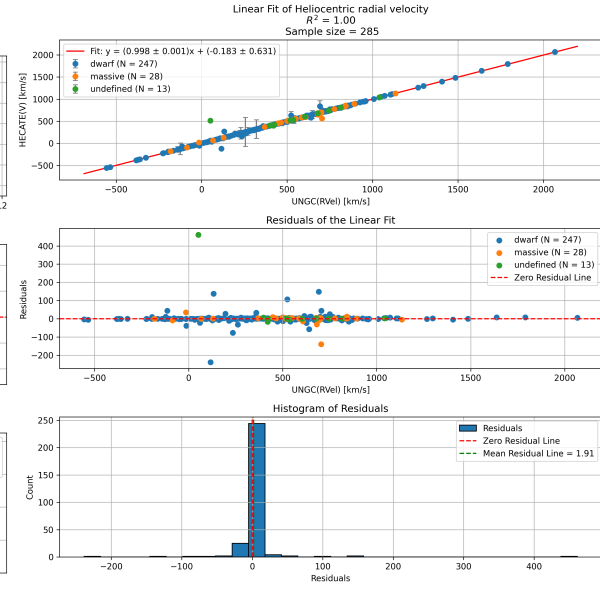 Linear Fit of Heliocentric radial velocity
R² = 1.00
Sample size = 285
Fit: y = (0.998 ± 0.001)x + (-0.183 ± 0.631)
dwarf (N = 247)
massive (N = 28)
undefined (N = 13)
HECATE(V) [km/s]
2000
1500
1000
500
0
−500
−500 0 500 1000 1500 2000
UNGC(RVel) [km/s]
.2
Residuals of the Linear Fit
dwarf (N = 247)
massive (N = 28)
undefined (N = 13)
Zero Residual Line
Residuals
400
300
200
100
0
−100
−200
−500 0 500 1000 1500 2000
UNGC(RVel) [km/s]
Histogram of Residuals
Residuals
Zero Residual Line
Mean Residual Line = 1.91
Count
250
200
150
100
50
0
−200 −100 0 100 200 300 400
Residuals